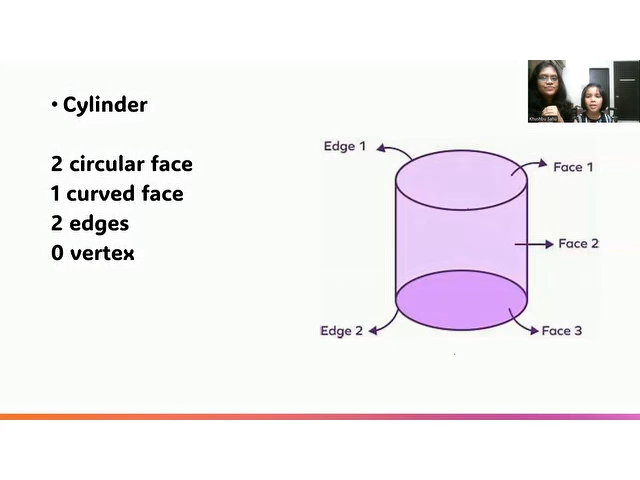 • Cylinder
2 circular face
1 curved face
2 edges
0 vertex
Edge 1
Face 1
Face 2
Edge 2
Face 3